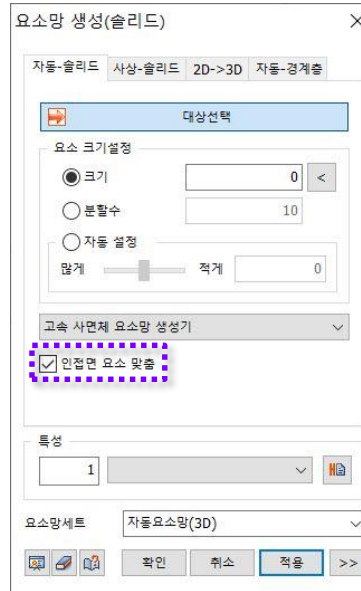 요소망 생성(솔리드)
자동-솔리드 사상-솔리드 2D->3D 자동-경계층
대상선택
요소 크기설정
크기 0 <
분할수 10
자동 설정
많게 적게 0
고속 사면체 요소망 생성기
인접면 요소 맞춤
특성
1
요소망세트 자동요소망(3D)
확인 취소 적용 >>